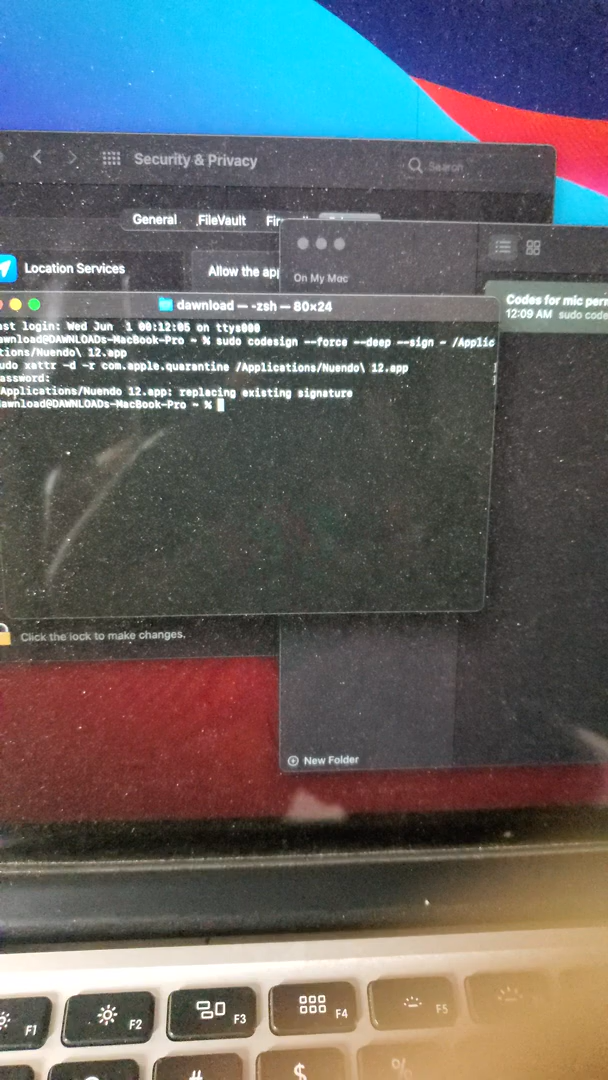 Security & Privacy
Search
General
FileVault
Location Services
Allow the app
On My Mac
Codes for mic perm
12:09 AM sudo code
dawnload — -zsh — 80×24
ast login: Wed Jun 1 00:12:05 on ttys000
awnload@DAWNLOADs-MacBook-Pro ~ % sudo codesign --force --deep --sign - /Applic
tions/Nuendo\ 12.app
udo xattr -d -r com.apple.quarantine /Applications/Nuendo\ 12.app
assword:
Applications/Nuendo 12.app: replacing existing signature
awnload@DAWNLOADs-MacBook-Pro ~ %
Click the lock to make changes.
New Folder
F1
F2
F3
F4
F5
#
$
%